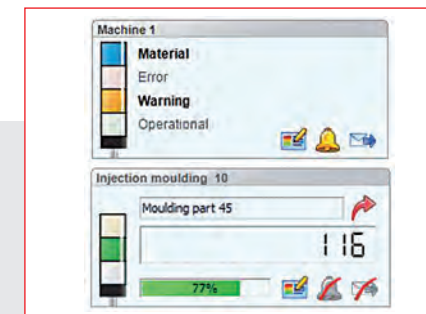 Machine 1
Material
Error
Warning
Operational
Injection moulding 10
Moulding part 45
116
77%